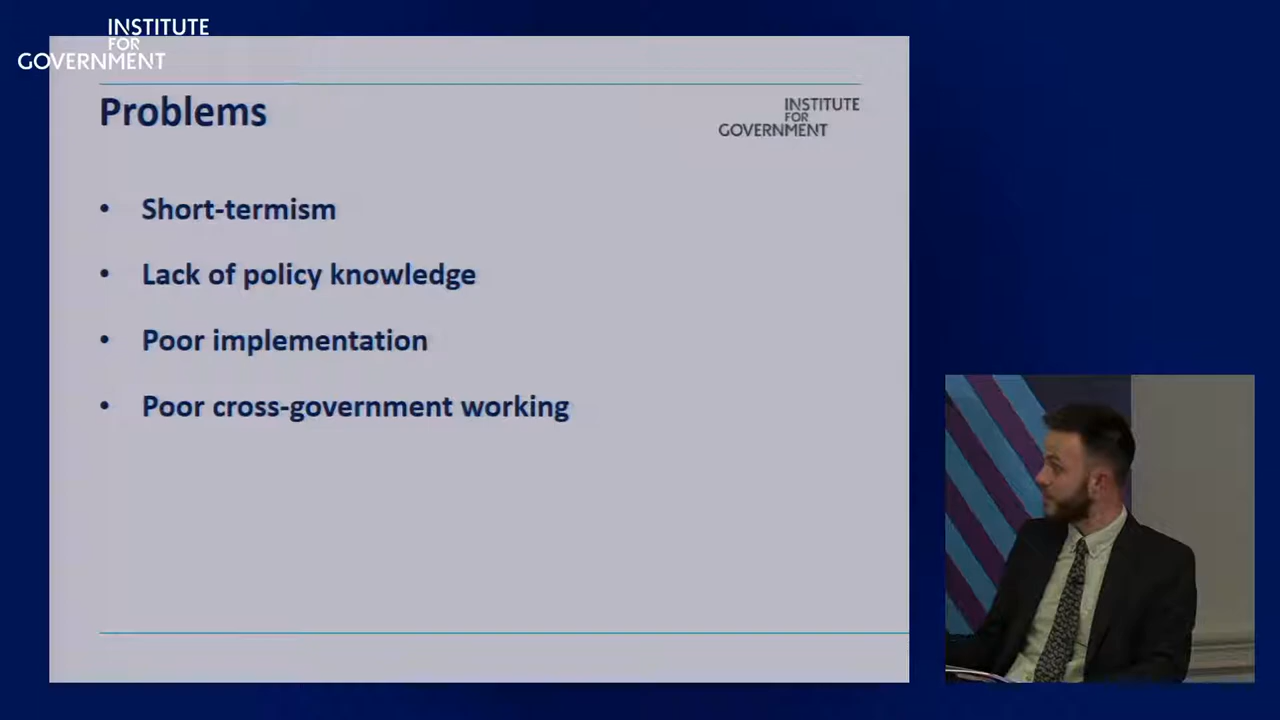 INSTITUTE
FOR
GOVERNMENT
Problems
INSTITUTE
FOR
GOVERNMENT
• Short-termism
• Lack of policy knowledge
• Poor implementation
• Poor cross-government working